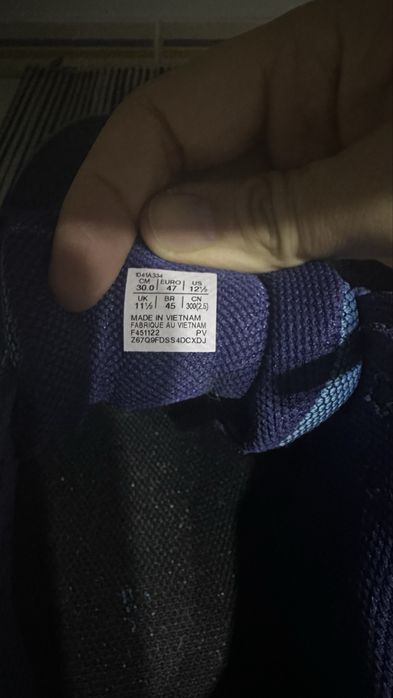 1041A334
CM EURO US
30.0 47 12½
UK BR CN
11½ 45 300(2.5)
MADE IN VIETNAM
FABRIQUE AU VIETNAM
F451122 PV
Z67Q9FDSS4DCXDJ